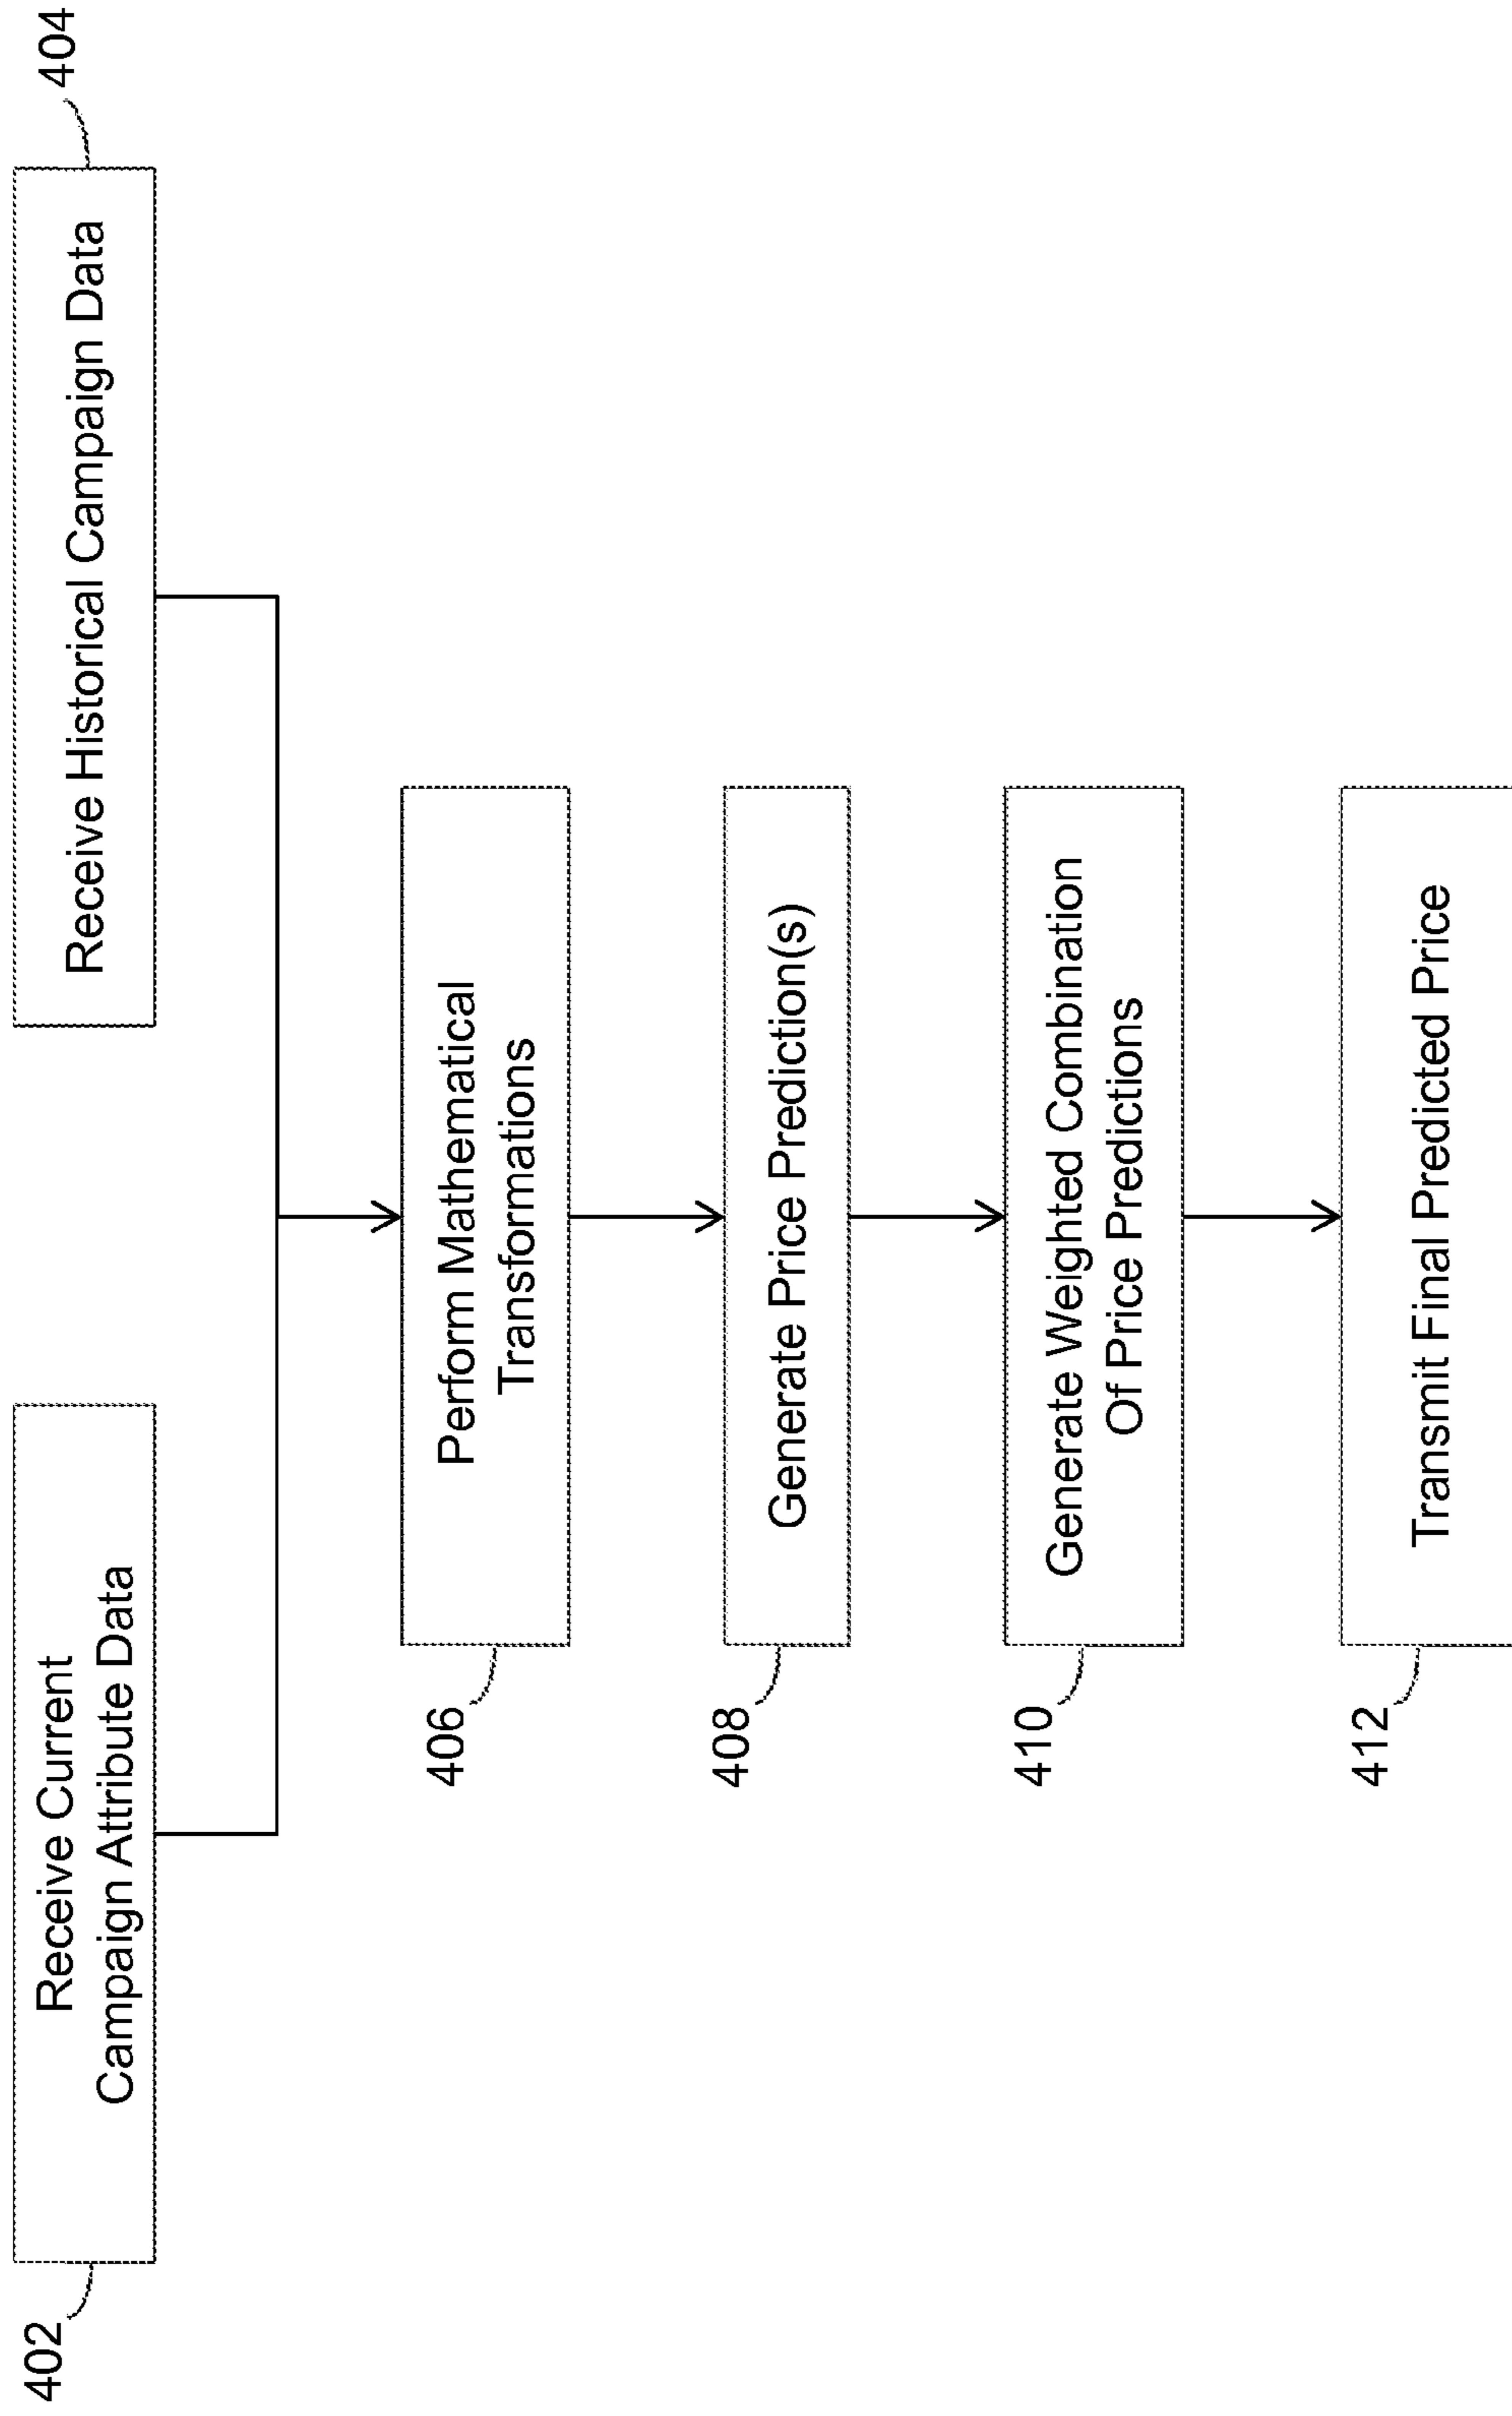 402
Receive Current
Campaign Attribute Data
Receive Historical Campaign Data
404
406
Perform Mathematical
Transformations
408
Generate Price Prediction(s)
410
Generate Weighted Combination
Of Price Predictions
412
Transmit Final Predicted Price